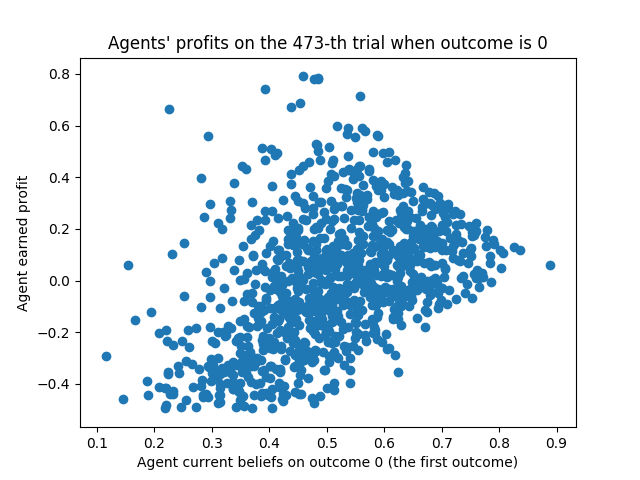 Agents' profits on the 473-th trial when outcome is 0
0.8
0.6
0.4
0.2
0.0
−0.2
−0.4
Agent earned profit
0.1 0.2 0.3 0.4 0.5 0.6 0.7 0.8 0.9
Agent current beliefs on outcome 0 (the first outcome)